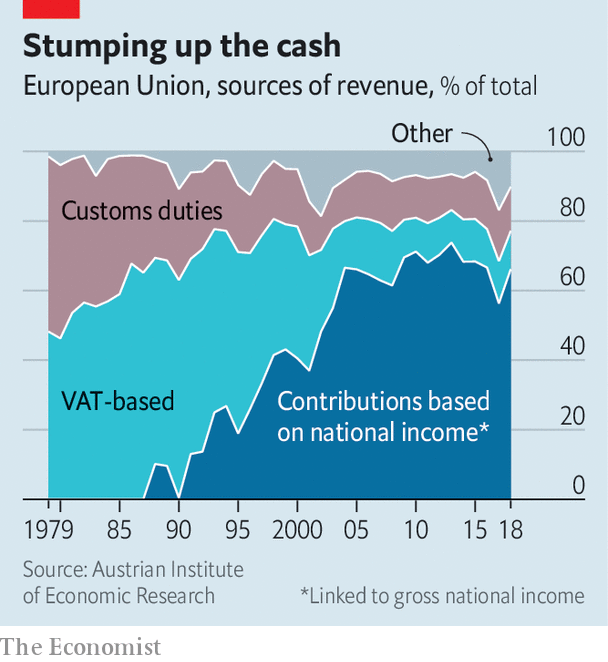 Stumping up the cash
European Union, sources of revenue, % of total
Other
100
Customs duties
80
60
40
VAT-based
Contributions based
on national income*
20
0
1979 85 90 95 2000 05 10 15 18
Source: Austrian Institute
of Economic Research
*Linked to gross national income
The Economist